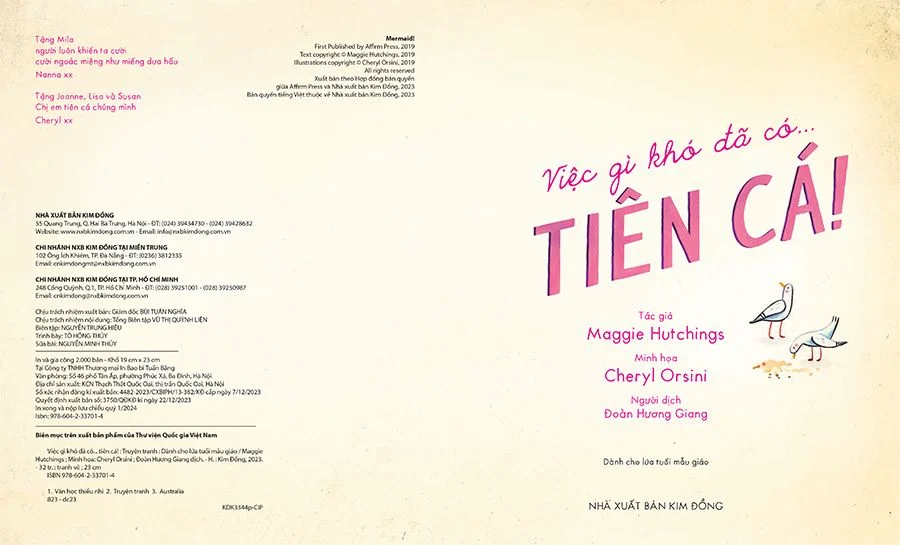 Tặng Mila
người luôn khiến ta cười
cười ngoác miệng như miếng dưa hấu
Nanna xx
Tặng Joanne, Lisa và Susan
Chị em tiên cá chúng mình
Cheryl xx
Mermaid!
First Published by Affirm Press, 2019
Text copyright © Maggie Hutchings, 2019
Illustrations copyright © Cheryl Orsini, 2019
All rights reserved
Xuất bản theo Hợp đồng bản quyền
giữa Affirm Press và Nhà xuất bản Kim Đồng, 2023
Bản quyền tiếng Việt thuộc về Nhà xuất bản Kim Đồng, 2023
NHÀ XUẤT BẢN KIM ĐỒNG
55 Quang Trung, Q. Hai Bà Trưng, Hà Nội - ĐT: (024) 39434730 - (024) 39428632
Website: www.nxbkimdong.com.vn - Email: info@nxbkimdong.com.vn
CHI NHÁNH NXB KIM ĐỒNG TẠI MIỀN TRUNG
102 Ông Ích Khiêm, TP. Đà Nẵng - ĐT: (0236) 3812335
Email: cnkimdongmt@nxbkimdong.com.vn
CHI NHÁNH NXB KIM ĐỒNG TẠI TP. HỒ CHÍ MINH
248 Cống Quỳnh, Q.1, TP. Hồ Chí Minh - ĐT: (028) 39251001 - (028) 39250987
Email: cnkimdong@nxbkimdong.com.vn
Chịu trách nhiệm xuất bản: Giám đốc BÙI TUẤN NGHĨA
Chịu trách nhiệm nội dung: Tổng Biên tập VŨ THỊ QUỲNH LIÊN
Biên tập: NGUYỄN TRUNG HIẾU
Trình bày: TÔ HỒNG THỦY
Sửa bài: NGUYỄN MINH THÚY
In và gia công 2.000 bản - Khổ 19 cm x 23 cm
Tại Công ty TNHH Thương mại In Bao bì Tuấn Bằng
Văn phòng: Số 46 phố Tân Ấp, phường Phúc Xá, Ba Đình, Hà Nội
Địa chỉ sản xuất: KCN Thạch Thất Quốc Oai, thị trấn Quốc Oai, Hà Nội
Số xác nhận đăng kí xuất bản: 4482-2023/CXBIPH/13-382/KĐ cấp ngày 7/12/2023
Quyết định xuất bản số: 3750/QĐKĐ kí ngày 22/12/2023
In xong và nộp lưu chiểu quý 1/2024
Isbn: 978-604-2-33701-4
Biên mục trên xuất bản phẩm của Thư viện Quốc gia Việt Nam
Việc gì khó đã có... tiên cá! : Truyện tranh : Dành cho lứa tuổi mẫu giáo / Maggie
Hutchings ; Minh họa: Cheryl Orsini ; Đoàn Hương Giang dịch. - H. : Kim Đồng, 2023.
- 32 tr. ; tranh vẽ ; 23 cm
ISBN 978-604-2-33701-4
1. Văn học thiếu nhi 2. Truyện tranh 3. Australia
823 - dc23
KDK3344p-CIP
Việc gì khó đã có...
TIÊN CÁ!
Tác giả
Maggie Hutchings
Minh họa
Cheryl Orsini
Người dịch
Đoàn Hương Giang
Dành cho lứa tuổi mẫu giáo
NHÀ XUẤT BẢN KIM ĐỒNG